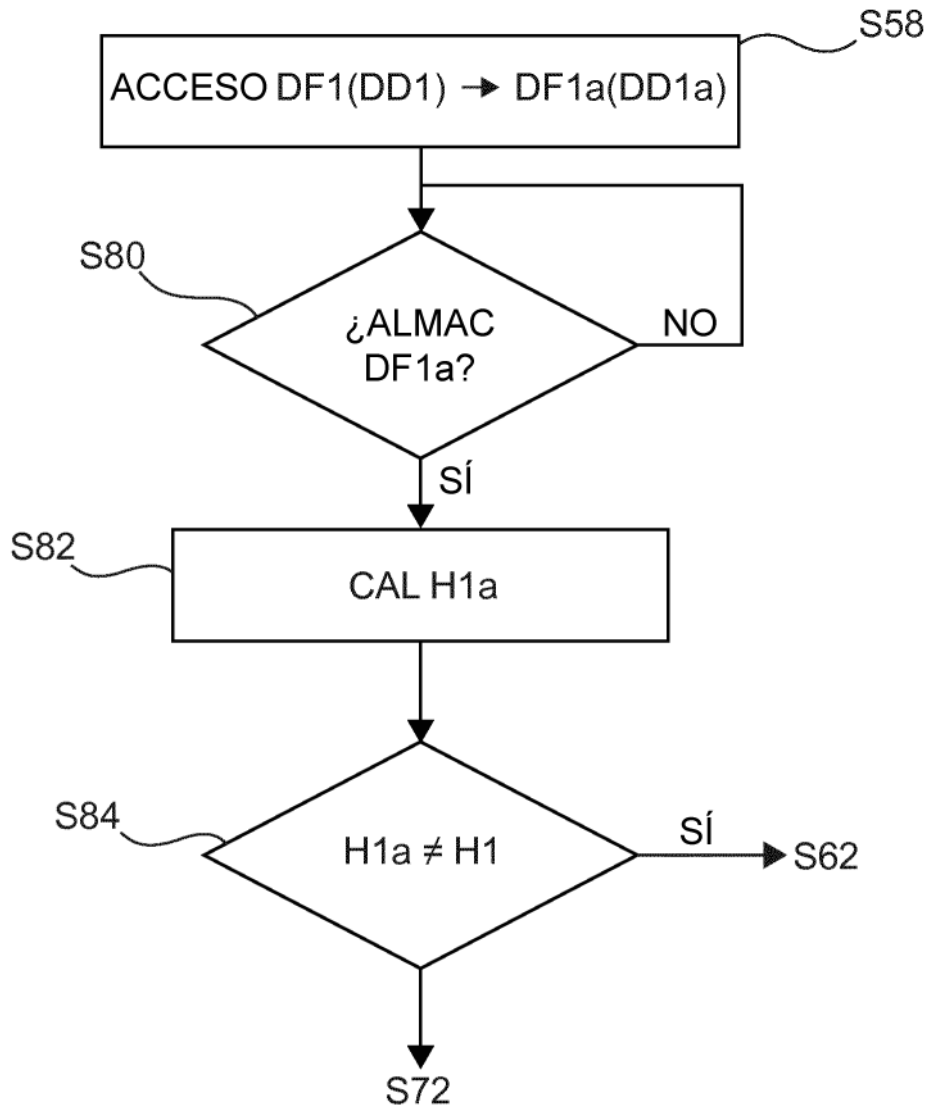 S58
ACCESO DF1(DD1) → DF1a(DD1a)
S80
¿ALMAC
DF1a?
NO
SÍ
S82
CAL H1a
S84
H1a ≠ H1
SÍ
S62
S72